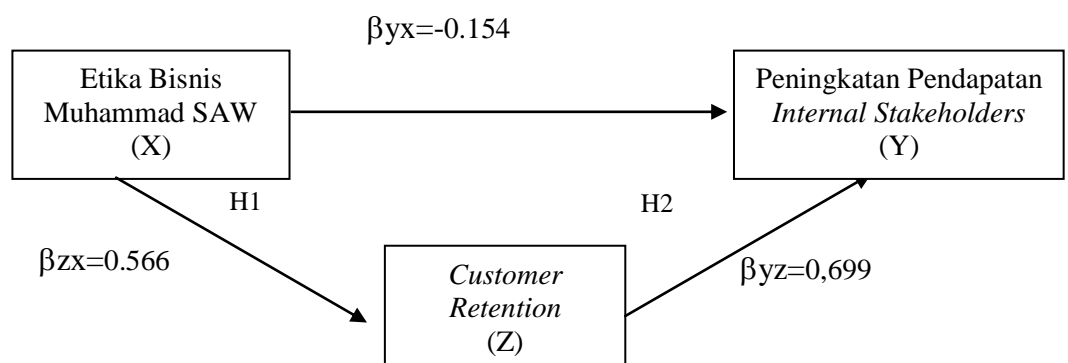 βyx=-0.154
Etika Bisnis
Muhammad SAW
(X)
Peningkatan Pendapatan
Internal Stakeholders
(Y)
H1
H2
βzx=0.566
Customer
Retention
(Z)
βyz=0,699